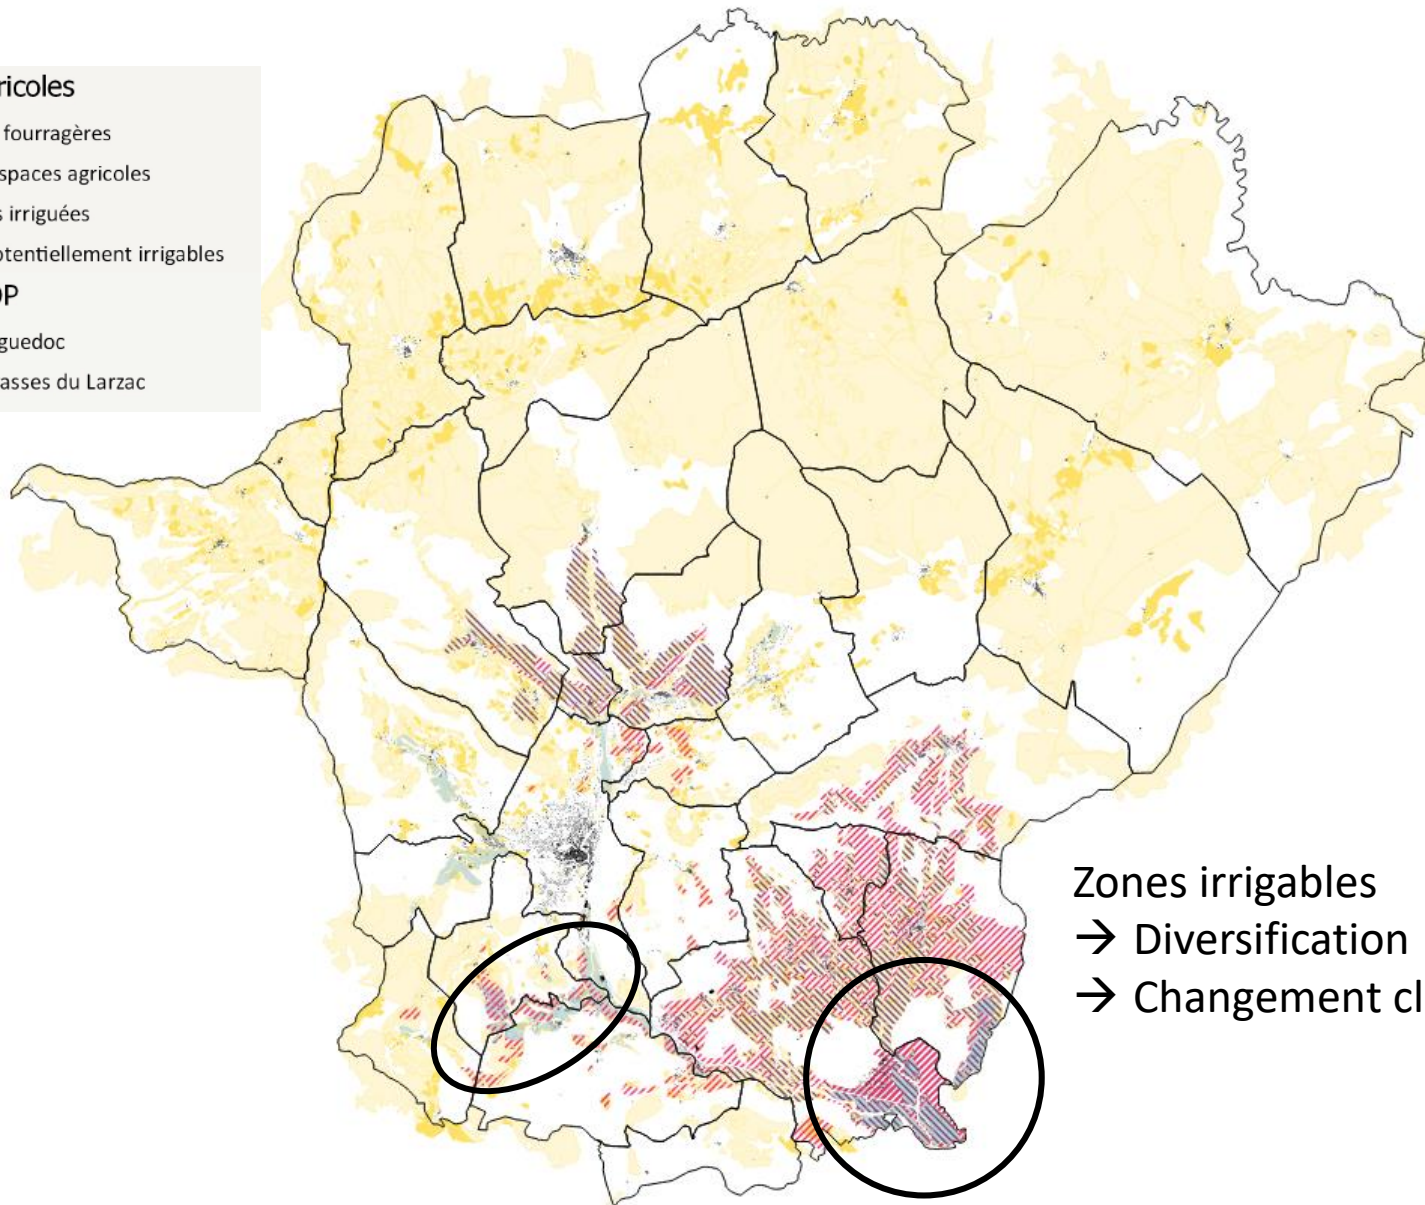 ricoles
fourragères
spaces agricoles
s irriguées
otentiellement irrigables
OP
guedoc
asses du Larzac
Zones irrigables
→ Diversification
→ Changement cl